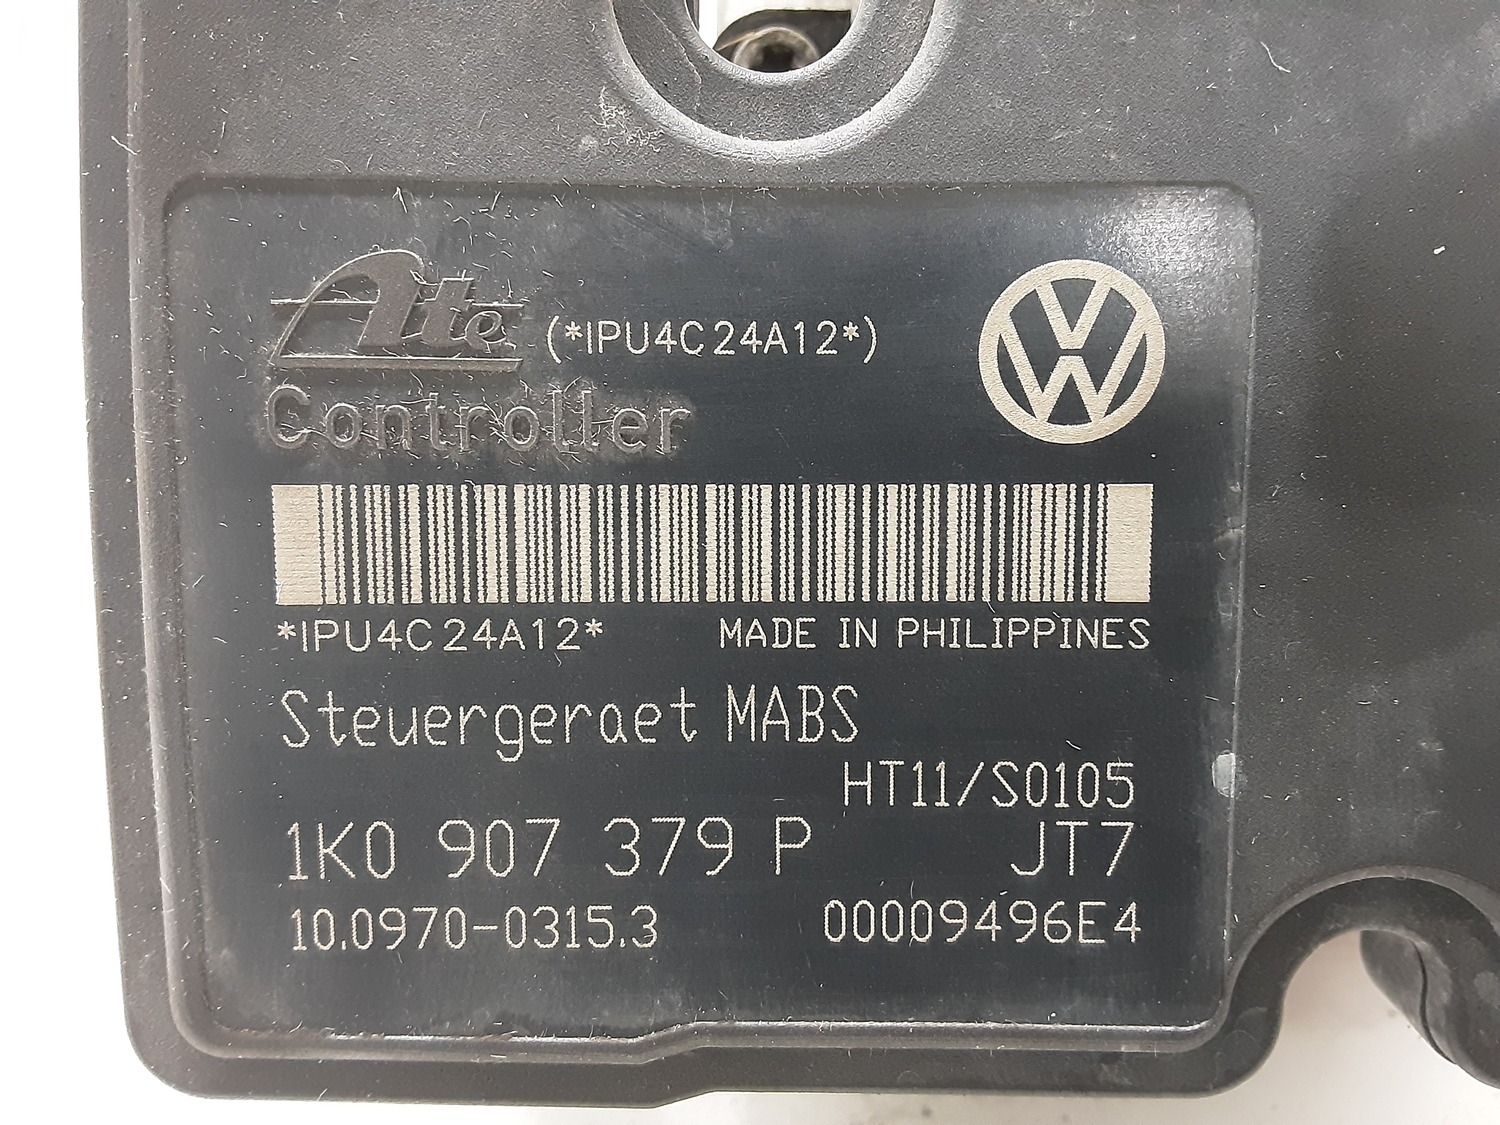 Ate (*IPU4C24A12*)
Controller
*IPU4C24A12* MADE IN PHILIPPINES
Steuergeraet MABS
HT11/S0105
1K0 907 379 P JT7
10.0970-0315.3 00009496E4